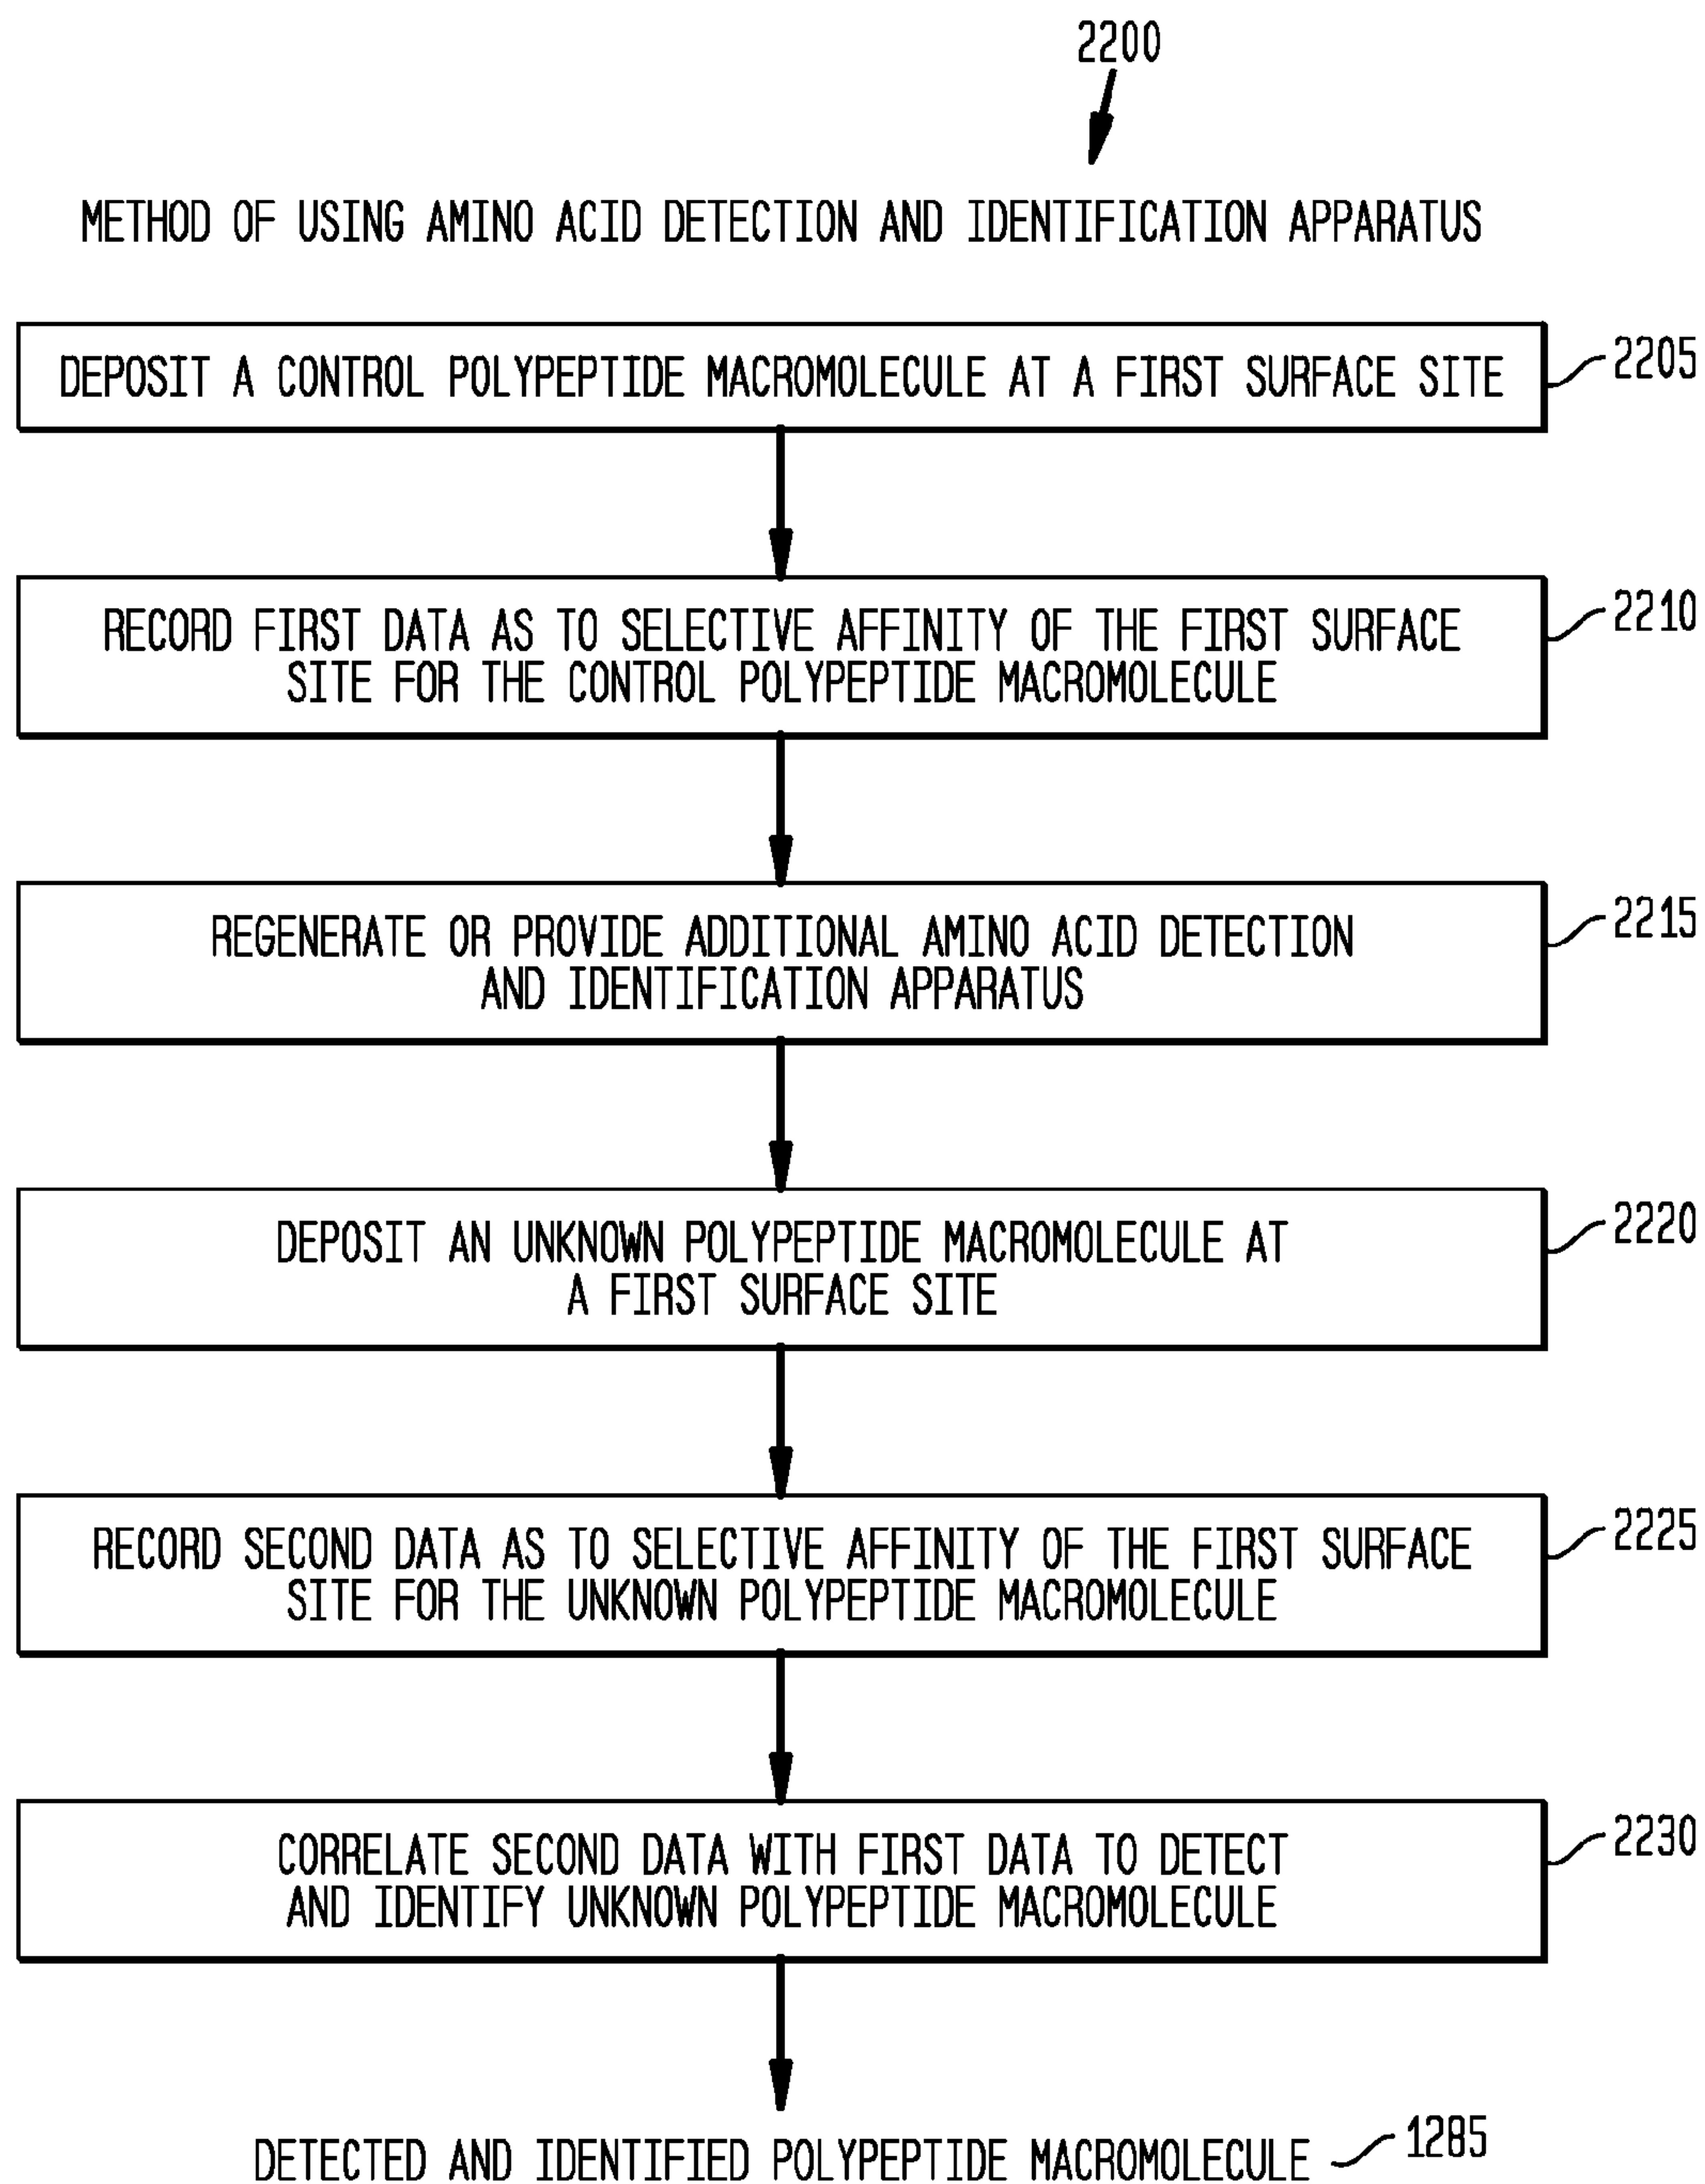 2200
METHOD OF USING AMINO ACID DETECTION AND IDENTIFICATION APPARATUS
DEPOSIT A CONTROL POLYPEPTIDE MACROMOLECULE AT A FIRST SURFACE SITE
2205
RECORD FIRST DATA AS TO SELECTIVE AFFINITY OF THE FIRST SURFACE
SITE FOR THE CONTROL POLYPEPTIDE MACROMOLECULE
2210
REGENERATE OR PROVIDE ADDITIONAL AMINO ACID DETECTION
AND IDENTIFICATION APPARATUS
2215
DEPOSIT AN UNKNOWN POLYPEPTIDE MACROMOLECULE AT
A FIRST SURFACE SITE
2220
RECORD SECOND DATA AS TO SELECTIVE AFFINITY OF THE FIRST SURFACE
SITE FOR THE UNKNOWN POLYPEPTIDE MACROMOLECULE
2225
CORRELATE SECOND DATA WITH FIRST DATA TO DETECT
AND IDENTIFY UNKNOWN POLYPEPTIDE MACROMOLECULE
2230
DETECTED AND IDENTIFIED POLYPEPTIDE MACROMOLECULE
1285